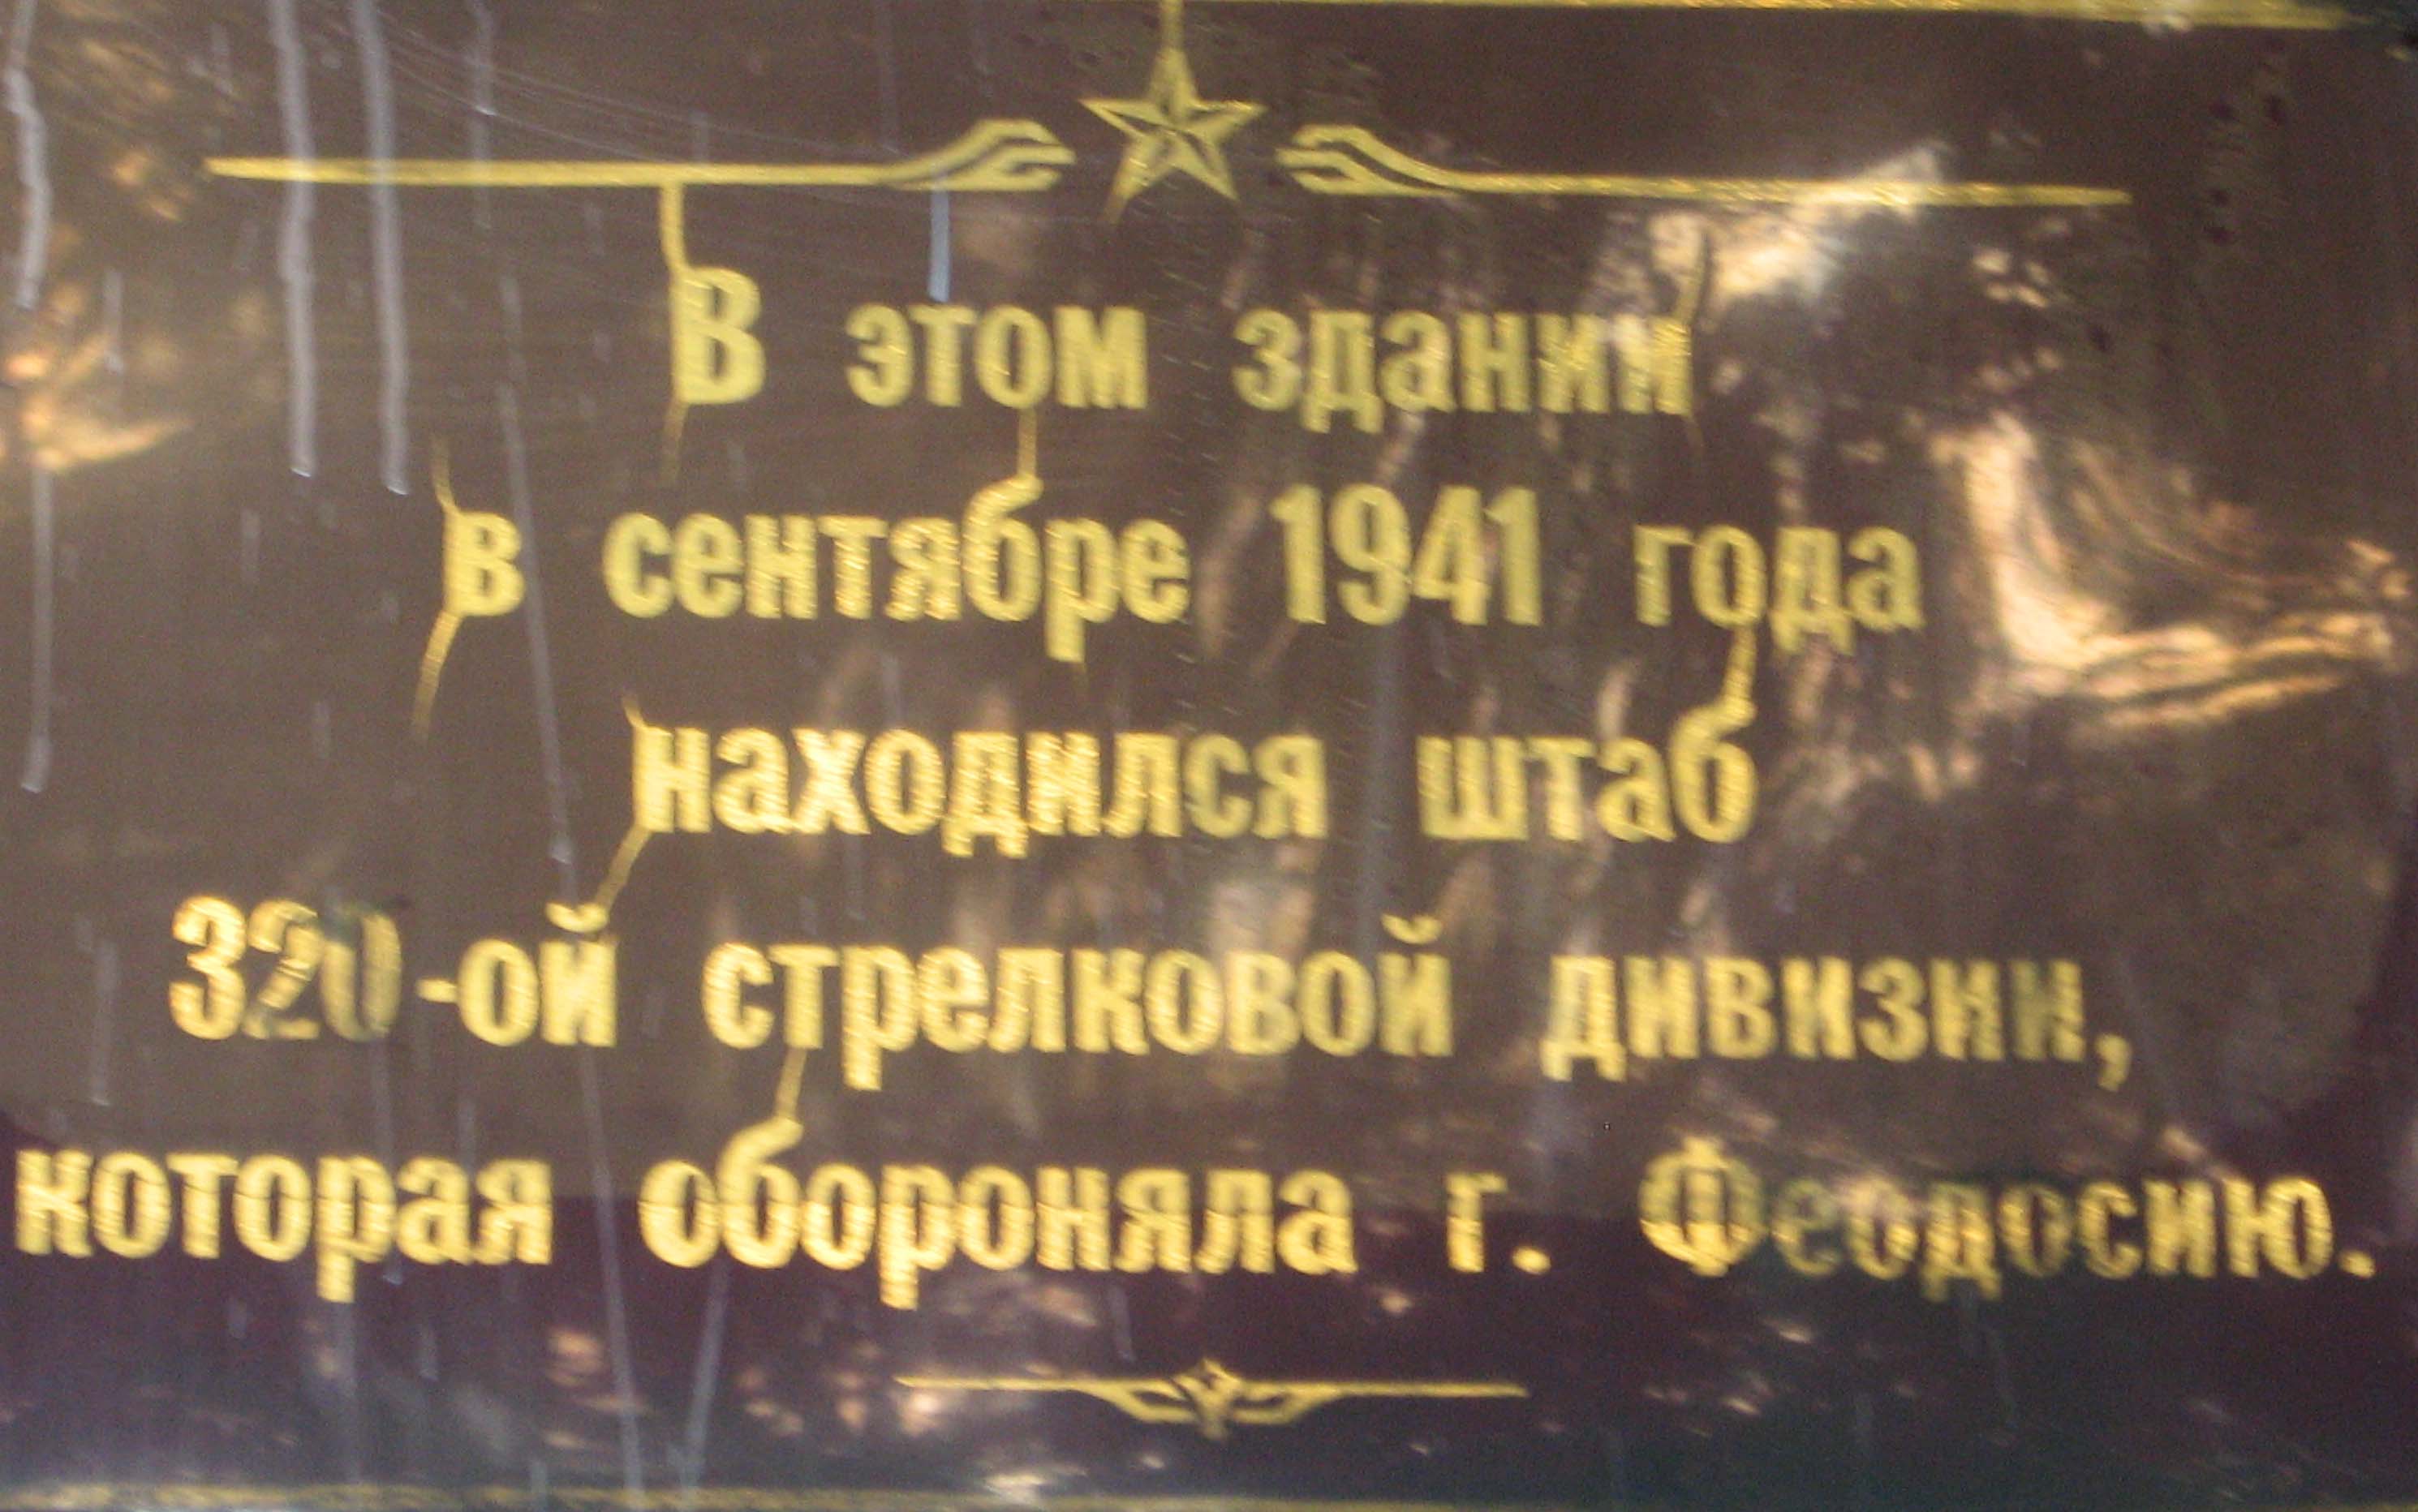 В этом здании
в сентябре 1941 года
находился штаб
320-ой стрелковой дивизии,
которая обороняла г. Феодосию.